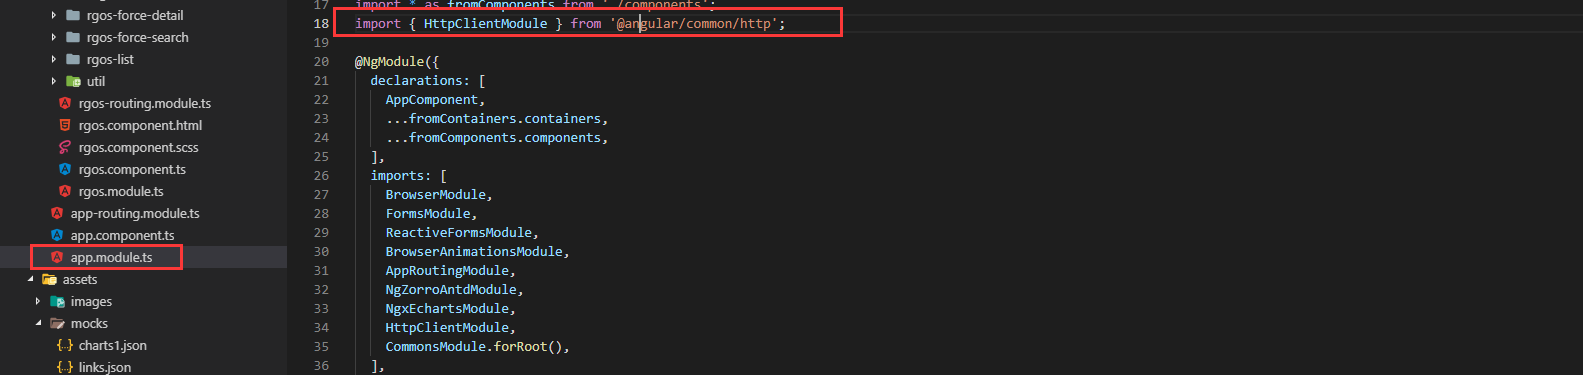 rgos-force-detail
rgos-force-search
rgos-list
util
rgos-routing.module.ts
rgos.component.html
rgos.component.scss
rgos.component.ts
rgos.module.ts
app-routing.module.ts
app.component.ts
app.module.ts
assets
images
mocks
charts1.json
links.json
17 import * as fromComponents from './components';
18 import { HttpClientModule } from '@angular/common/http';
19
20 @NgModule({
21 declarations: [
22 AppComponent,
23 ...fromContainers.containers,
24 ...fromComponents.components,
25 ],
26 imports: [
27 BrowserModule,
28 FormsModule,
29 ReactiveFormsModule,
30 BrowserAnimationsModule,
31 AppRoutingModule,
32 NgZorroAntdModule,
33 NgxEchartsModule,
34 HttpClientModule,
35 CommonsModule.forRoot(),
36 ],